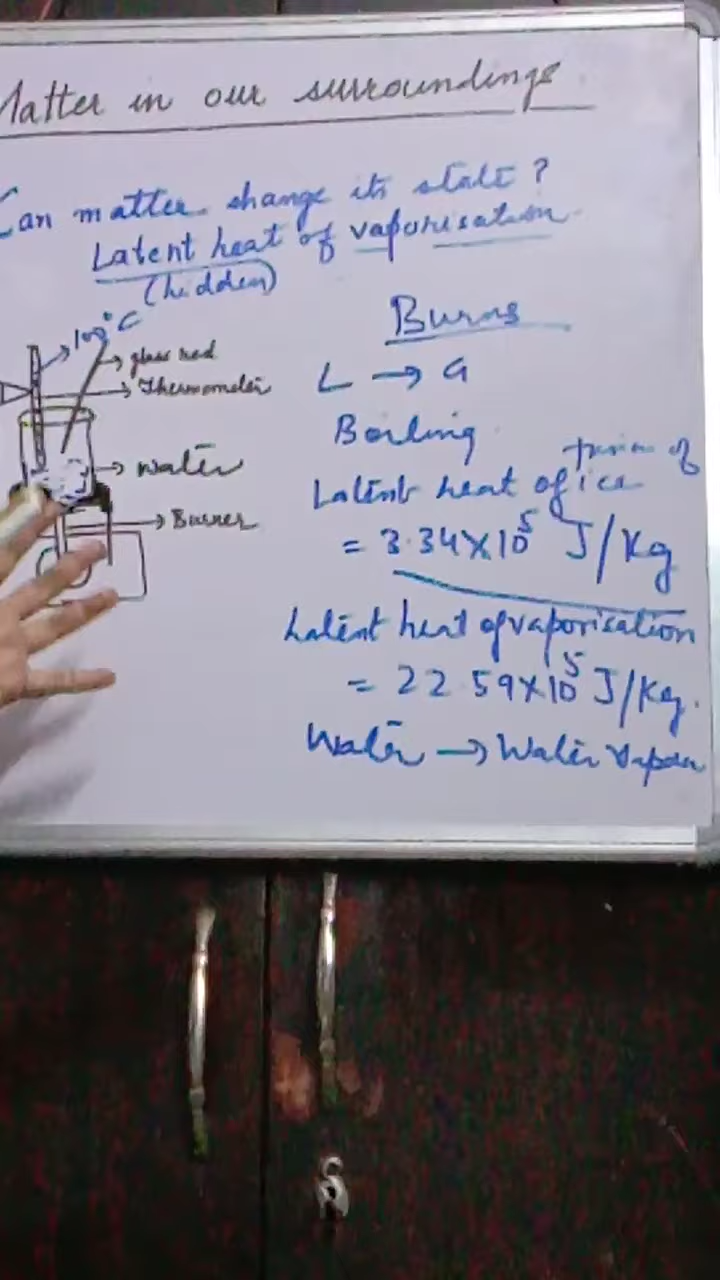 Matter in our surroundings
Can matter change its state?
Latent heat of vaporisation
(hidden)
100°C
glass rod
Thermometer
water
Burner
Burns
L → G
Boiling
fusion of
Latent heat of ice
= 3.34×10⁵ J/Kg
Latent heat of vaporisation
= 22.59×10⁵ J/Kg.
Water → Water Vapour